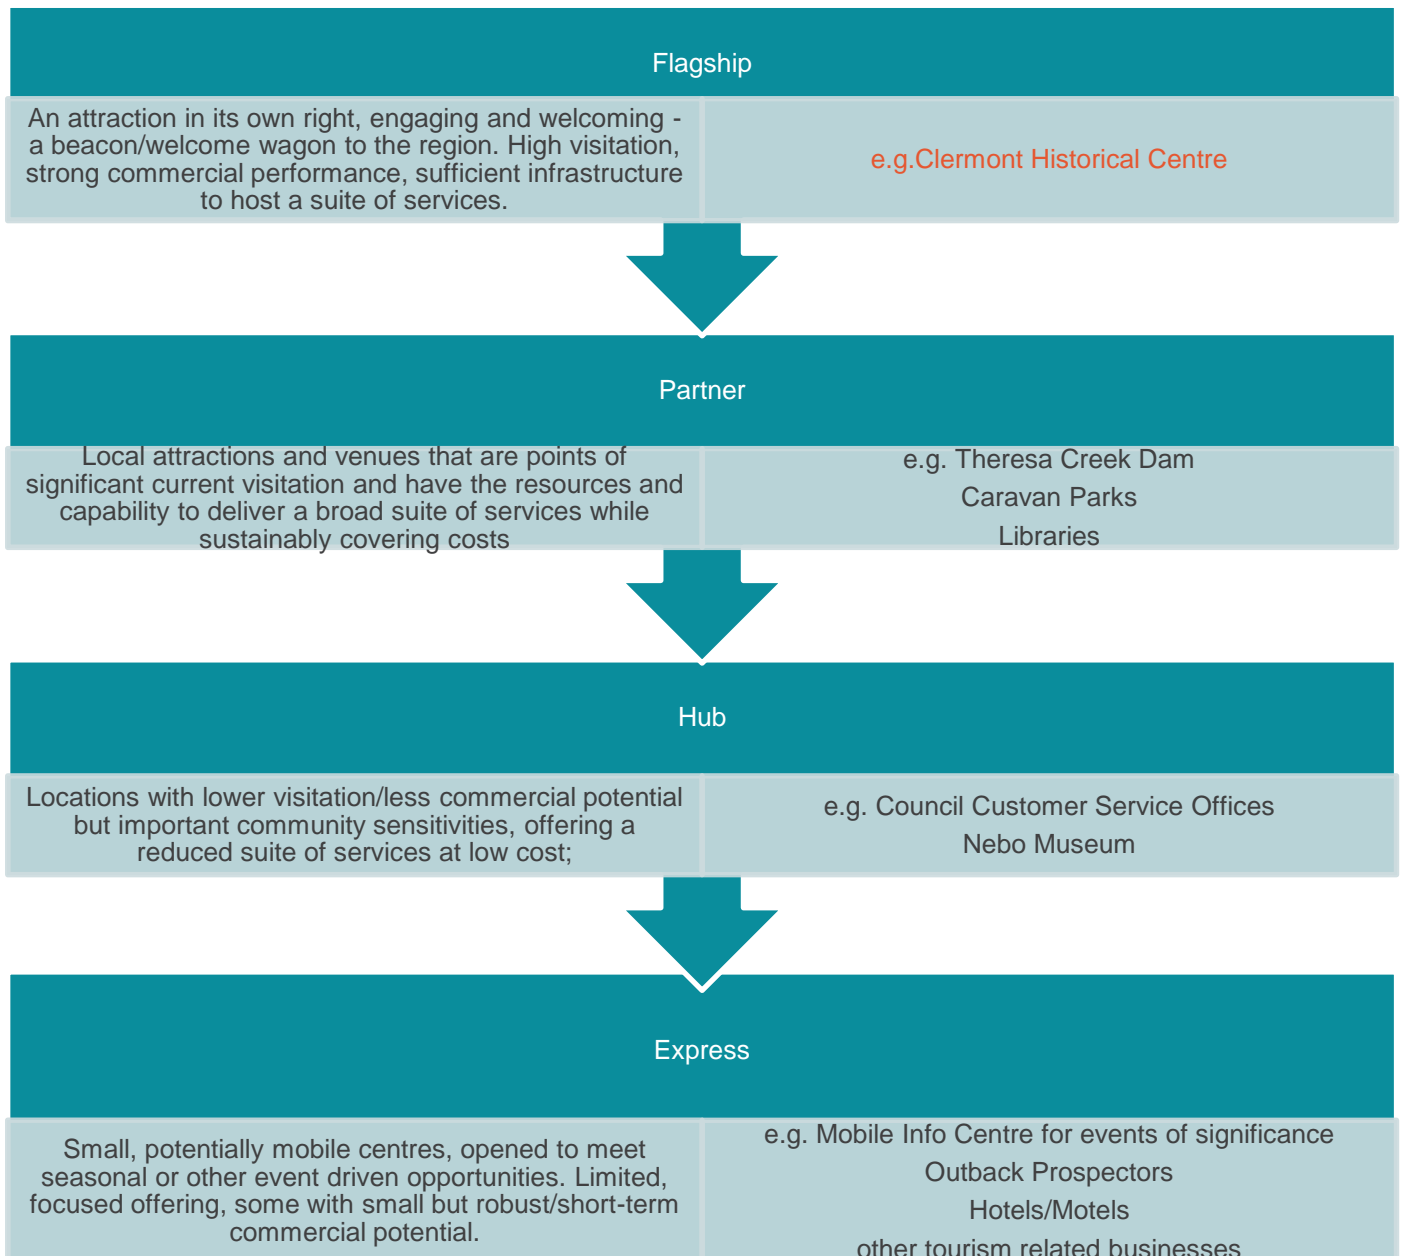 Flagship
An attraction in its own right, engaging and welcoming -
a beacon/welcome wagon to the region. High visitation,
strong commercial performance, sufficient infrastructure
to host a suite of services.
e.g.Clermont Historical Centre
Partner
Local attractions and venues that are points of
significant current visitation and have the resources and
capability to deliver a broad suite of services while
sustainably covering costs
e.g. Theresa Creek Dam
Caravan Parks
Libraries
Hub
Locations with lower visitation/less commercial potential
but important community sensitivities, offering a
reduced suite of services at low cost;
e.g. Council Customer Service Offices
Nebo Museum
Express
Small, potentially mobile centres, opened to meet
seasonal or other event driven opportunities. Limited,
focused offering, some with small but robust/short-term
commercial potential.
e.g. Mobile Info Centre for events of significance
Outback Prospectors
Hotels/Motels
other tourism related businesses